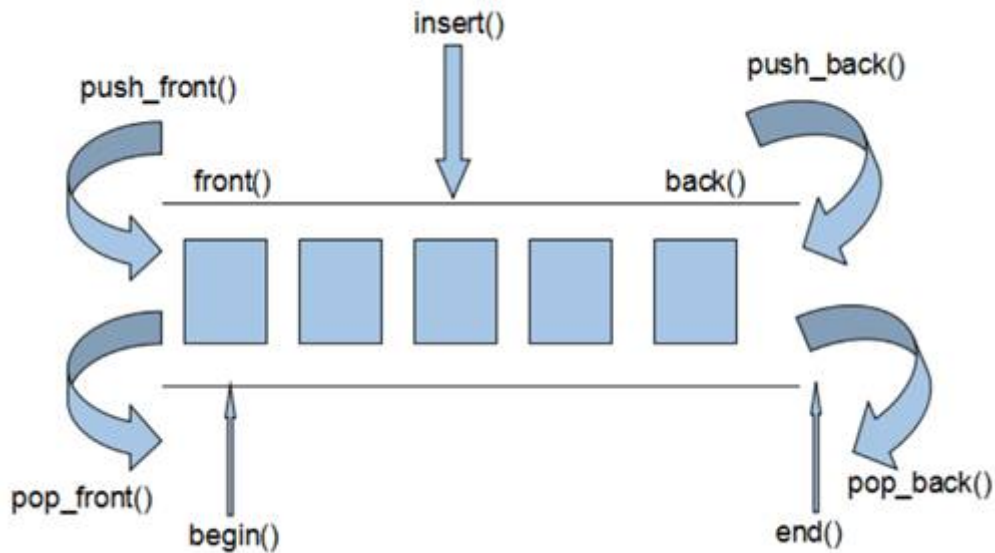 insert()
push_front()
push_back()
front()
back()
pop_front()
pop_back()
begin()
end()